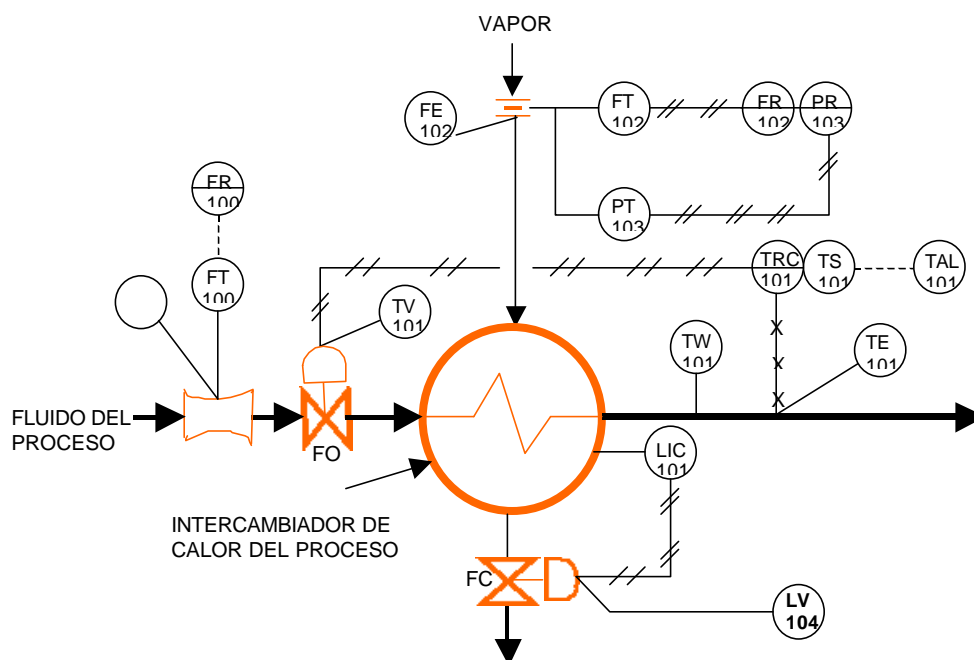 VAPOR
FE
102
FT
102
FR
102
PR
103
PT
103
FR
100
FT
100
TRC
101
TS
101
TAL
101
TV
101
TW
101
TE
101
X
X
X
FLUIDO DEL
PROCESO
FO
LIC
101
INTERCAMBIADOR DE
CALOR DEL PROCESO
FC
LV
104